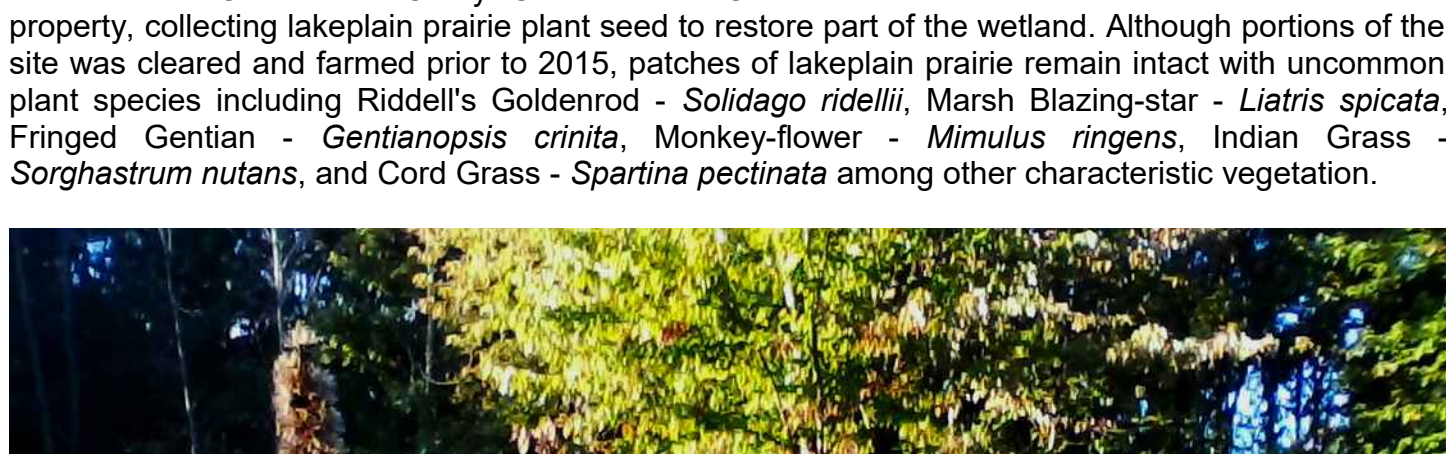 property, collecting lakeplain prairie plant seed to restore part of the wetland. Although portions of the
site was cleared and farmed prior to 2015, patches of lakeplain prairie remain intact with uncommon
plant species including Riddell's Goldenrod - Solidago ridellii, Marsh Blazing-star - Liatris spicata,
Fringed Gentian - Gentianopsis crinita, Monkey-flower - Mimulus ringens, Indian Grass -
Sorghastrum nutans, and Cord Grass - Spartina pectinata among other characteristic vegetation.